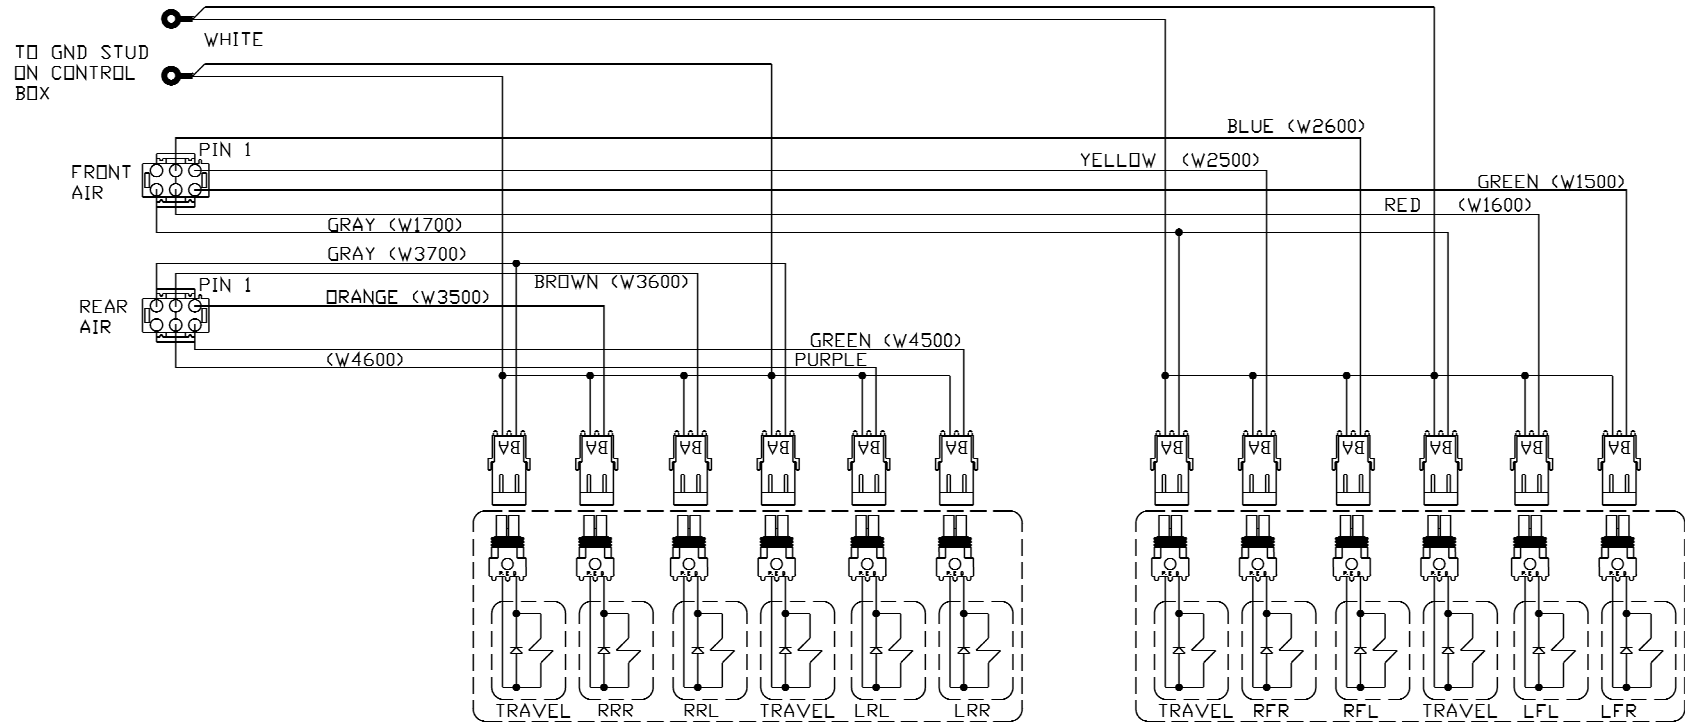 WHITE
TO GND STUD
ON CONTROL
BOX
BLUE (W2600)
PIN 1
YELLOW (W2500)
FRONT
AIR
GREEN (W1500)
RED (W1600)
GRAY (W1700)
GRAY (W3700)
PIN 1
BROWN (W3600)
ORANGE (W3500)
REAR
AIR
GREEN (W4500)
(W4600) PURPLE
BA BA BA BA BA BA BA BA BA BA BA BA
TRAVEL RRR RRL TRAVEL LRL LRR TRAVEL RFR RFL TRAVEL LFL LFR